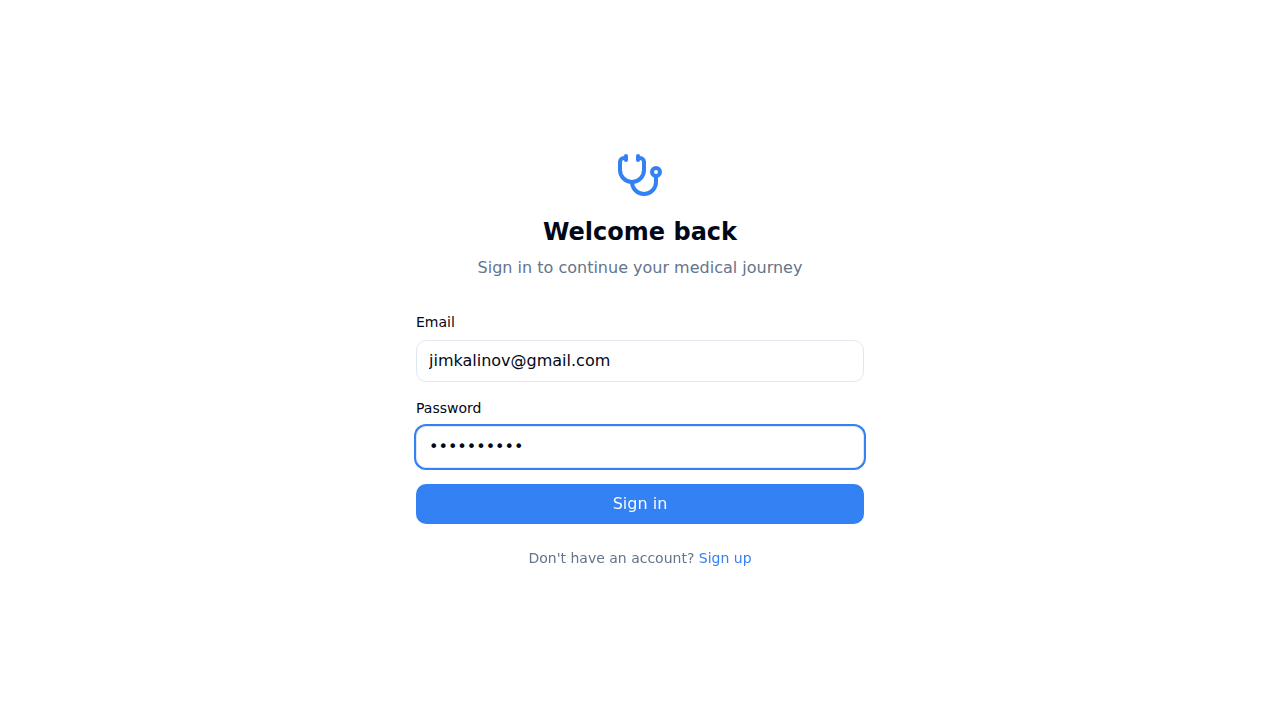 Welcome back
Sign in to continue your medical journey
Email
jimkalinov@gmail.com
Password
••••••••••
Sign in
Don't have an account? Sign up